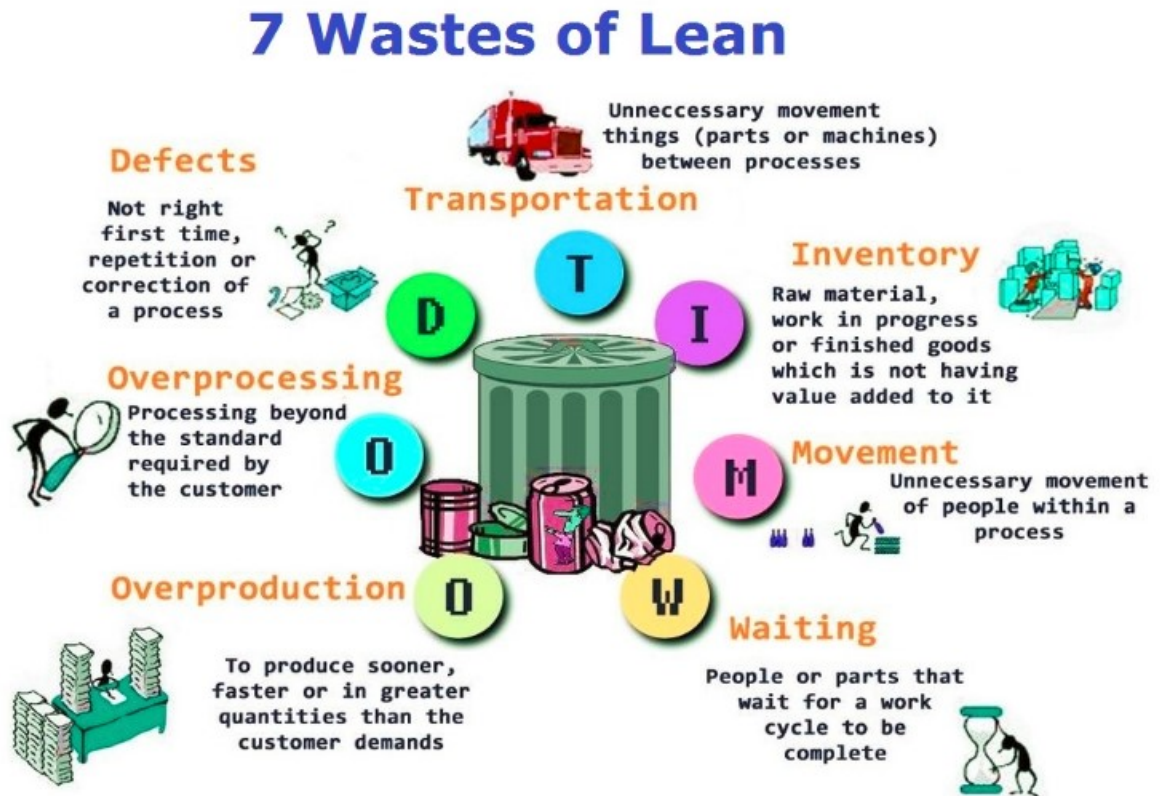 7 Wastes of Lean
Unneccessary movement
things (parts or machines)
between processes
Transportation
T
Inventory
I
Raw material,
work in progress
or finished goods
which is not having
value added to it
Movement
M
Unnecessary movement
of people within a
process
Waiting
W
People or parts that
wait for a work
cycle to be
complete
Overproduction
O
To produce sooner,
faster or in greater
quantities than the
customer demands
Overprocessing
O
Processing beyond
the standard
required by
the customer
Defects
D
Not right
first time,
repetition or
correction of
a process
? ?
?